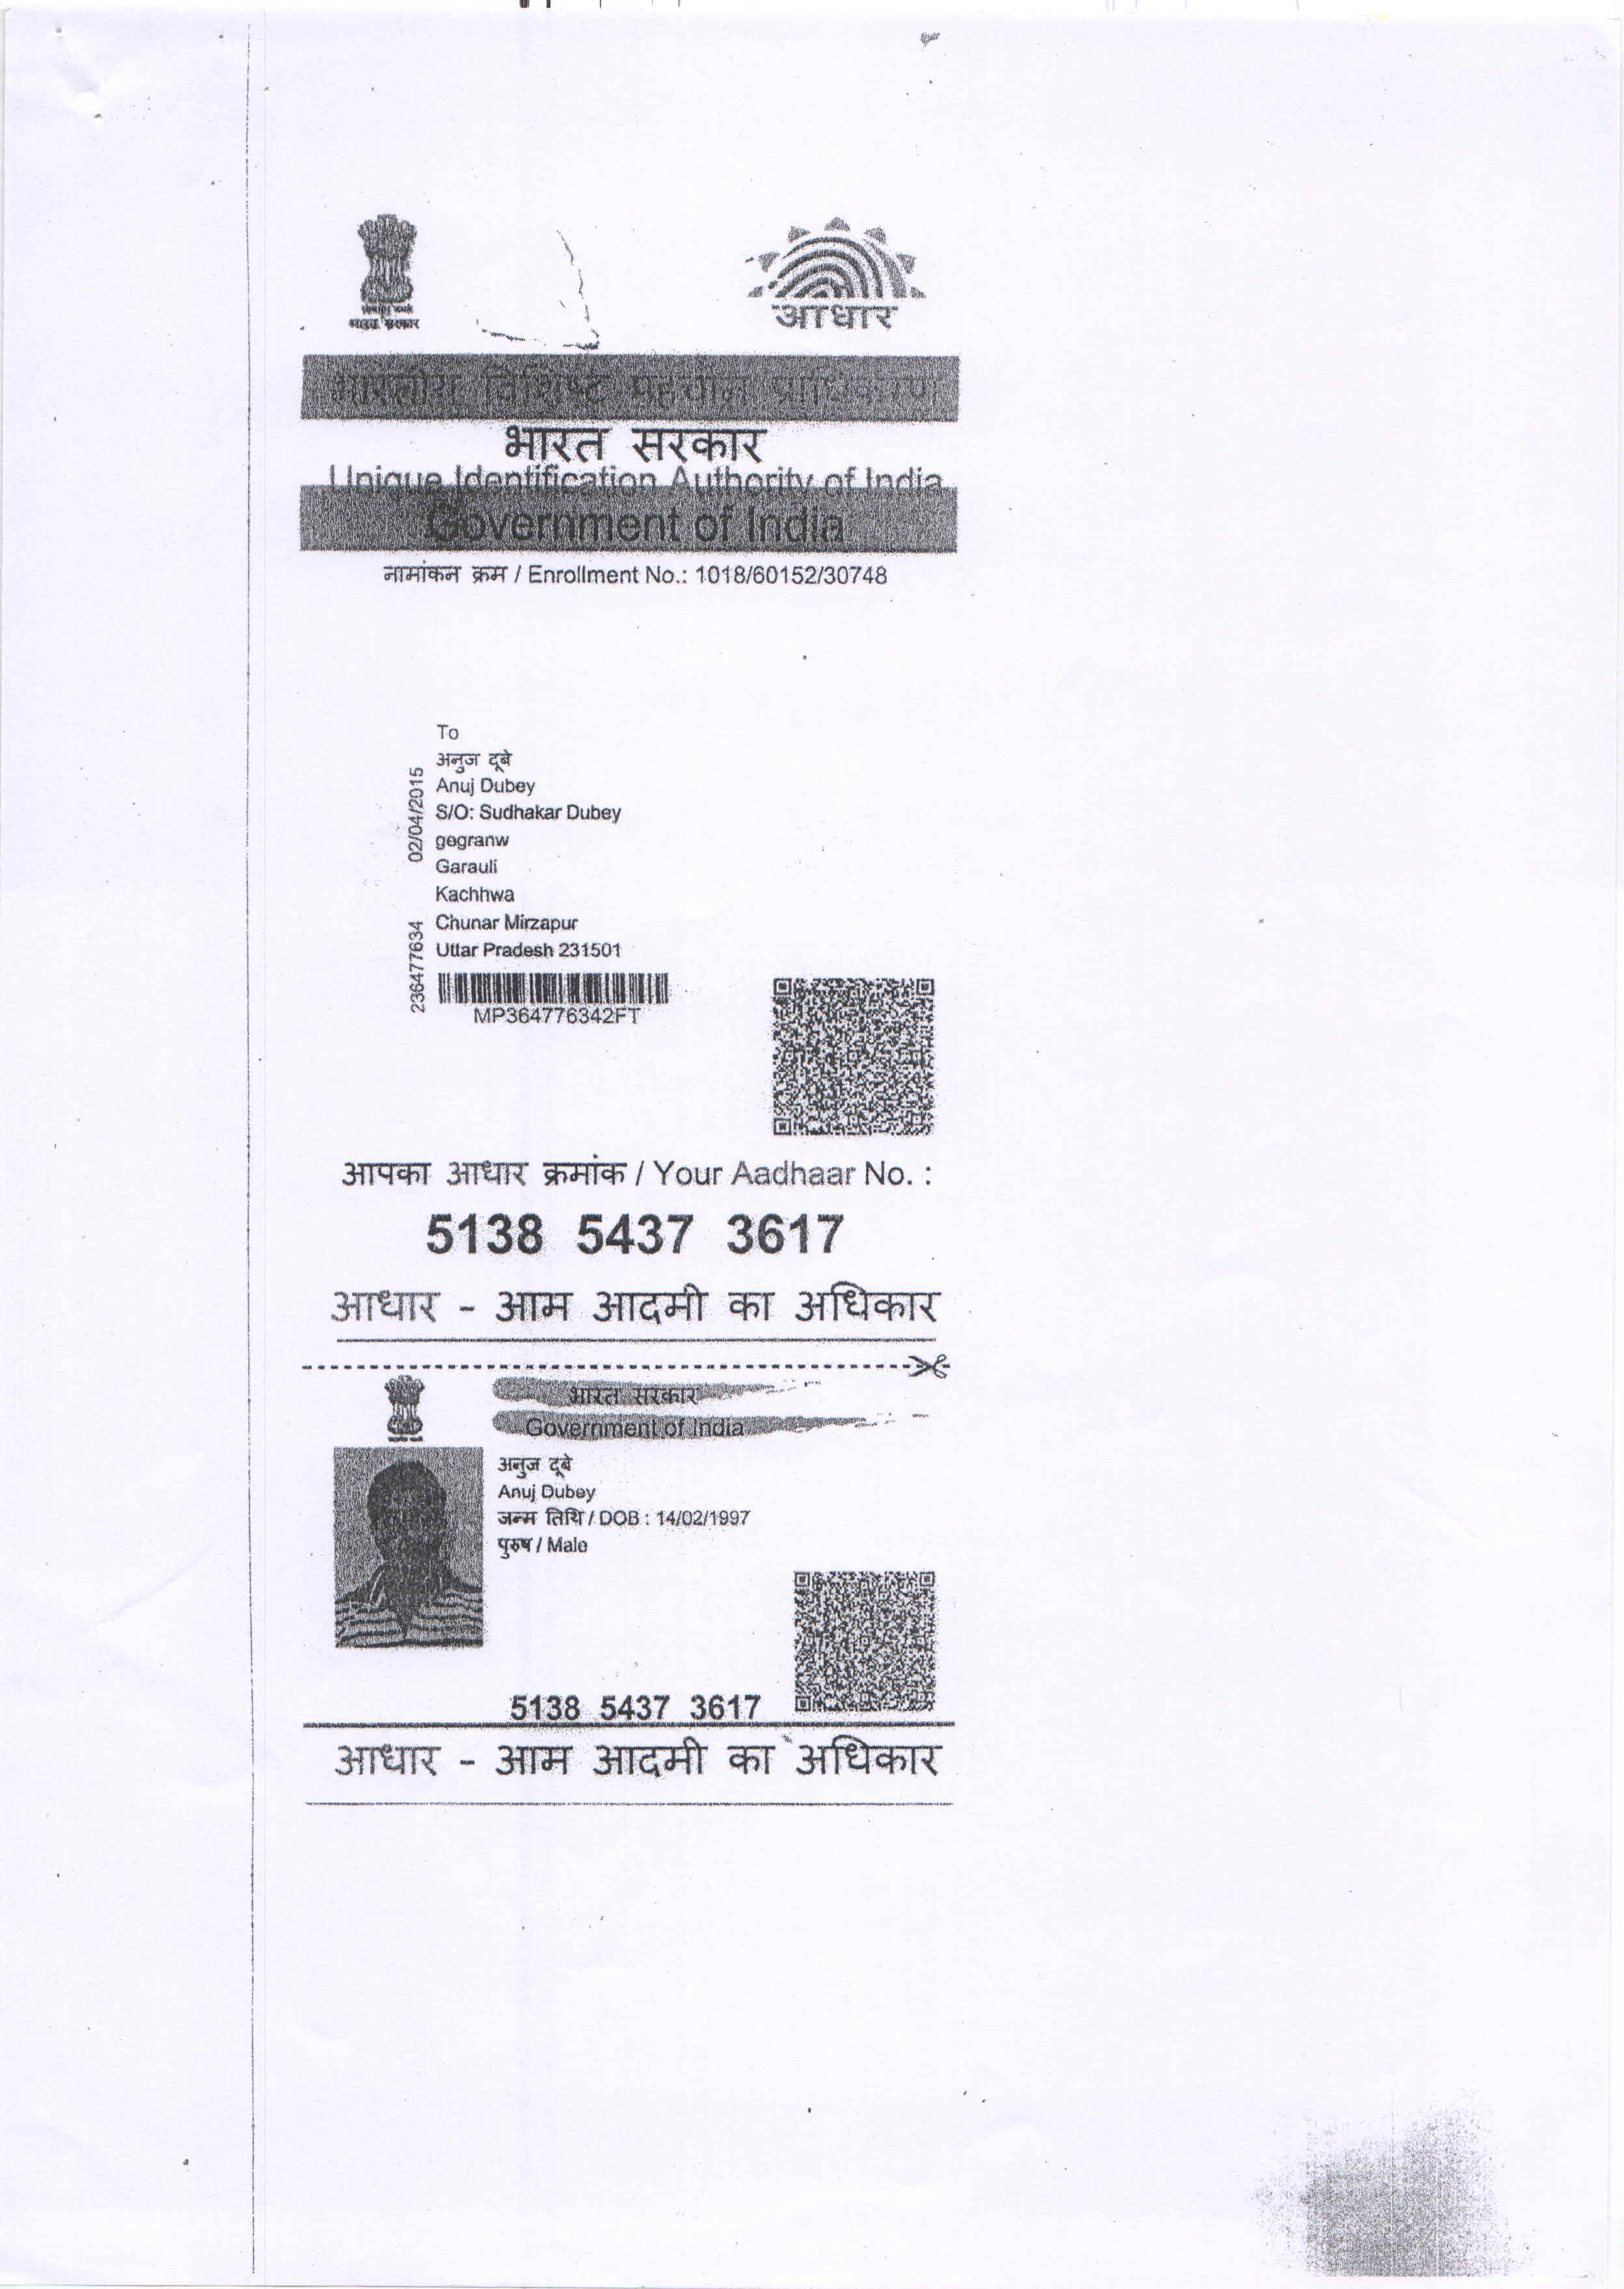 भारत सरकार
आधार
भारतीय विशिष्ट पहचान प्राधिकरण
भारत सरकार
Unique Identification Authority of India
Government of India
नामांकन क्रम / Enrollment No.: 1018/60152/30748
To
अनुज दूबे
Anuj Dubey
S/O: Sudhakar Dubey
gegranw
Garauli
Kachhwa
Chunar Mirzapur
Uttar Pradesh 231501
02/04/2015
236477634
MP364776342FT
आपका आधार क्रमांक / Your Aadhaar No. :
5138 5437 3617
आधार - आम आदमी का अधिकार
भारत सरकार
Government of India
अनुज दूबे
Anuj Dubey
जन्म तिथि / DOB : 14/02/1997
पुरुष / Male
5138 5437 3617
आधार - आम आदमी का अधिकार